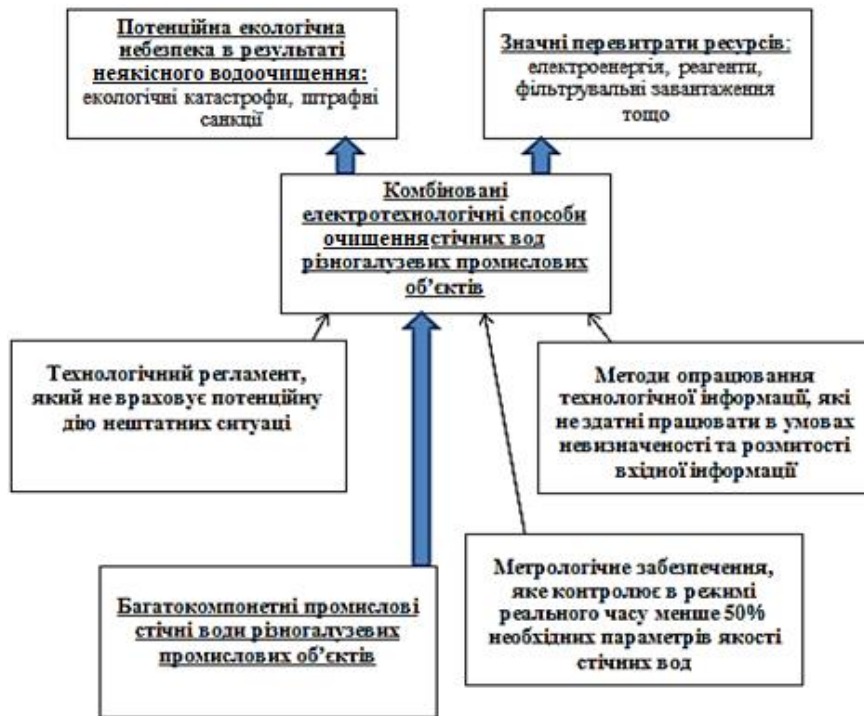 Потенційна екологічна
небезпека в результаті
неякісного водоочищення:
екологічні катастрофи, штрафні
санкції
Значні перевитрати ресурсів:
електроенергія, реагенти,
фільтрувальні завантаження
тощо
Комбіновані
електротехнологічні способи
очищення стічних вод
різногалузевих промислових
об’єктів
Технологічний регламент,
який не враховує потенційну
дію нештатних ситуаці
Методи опрацювання
технологічної інформації, які
не здатні працювати в умовах
невизначеності та розмитості
вхідної інформації
Багатокомпонетні промислові
стічні води різногалузевих
промислових об’єктів
Метрологічне забезпечення,
яке контролює в режимі
реального часу менше 50%
необхідних параметрів якості
стічних вод